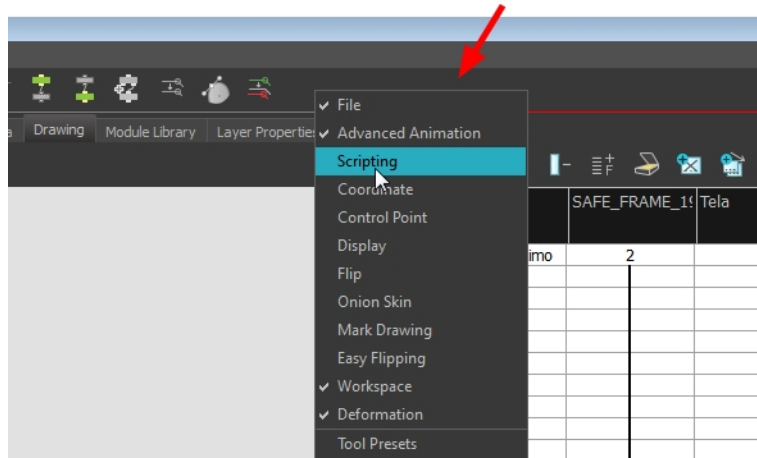 File
Drawing
Module Library
Layer Properties
Advanced Animation
Scripting
Coordinate
SAFE_FRAME_19
Tela
Control Point
Display
imo
2
Flip
Onion Skin
Mark Drawing
Easy Flipping
Workspace
Deformation
Tool Presets